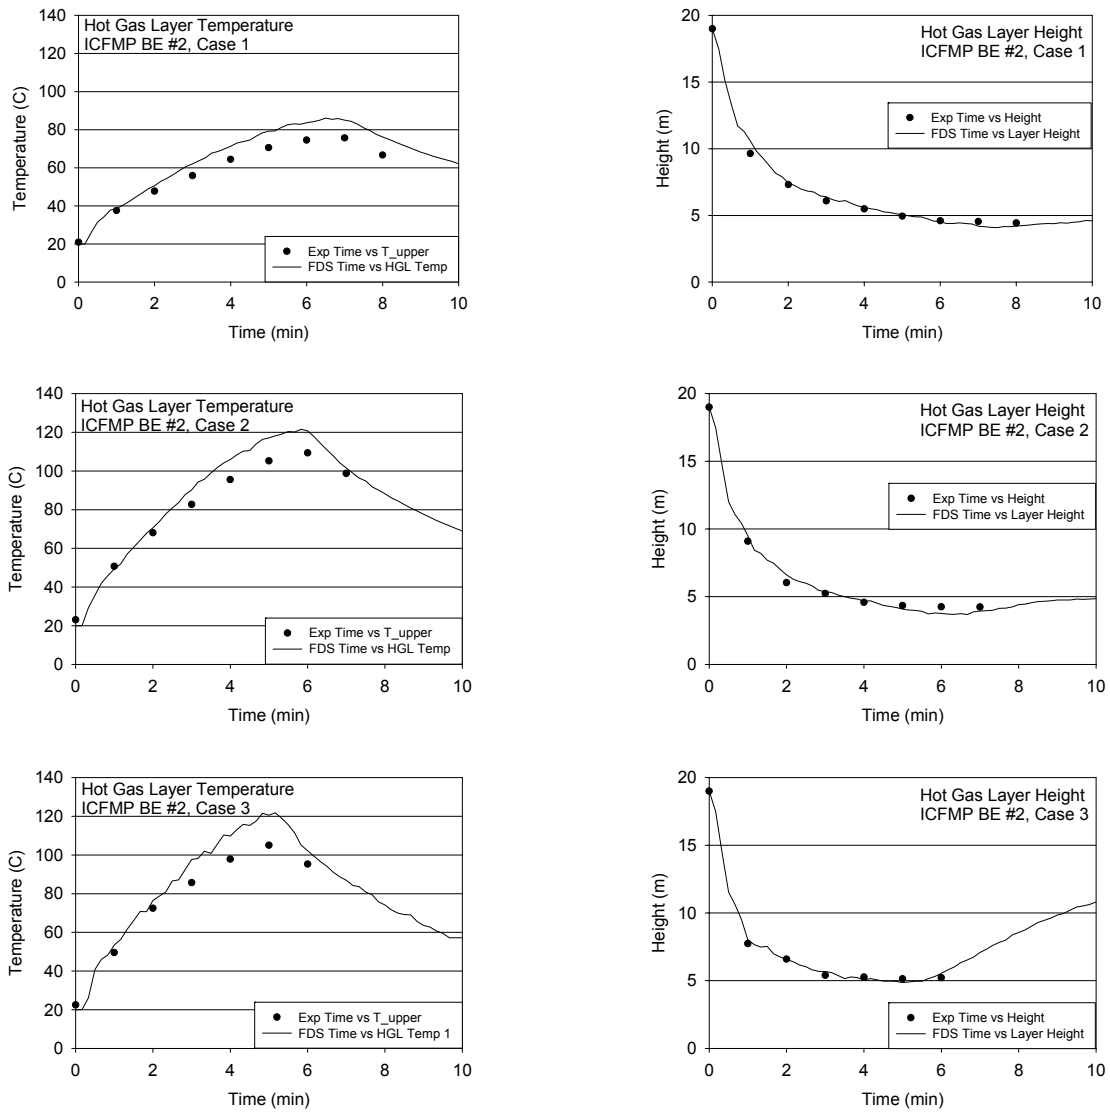 Hot Gas Layer Temperature
ICFMP BE #2, Case 1
Temperature (C)
140
120
100
80
60
40
20
0
Exp Time vs T_upper
FDS Time vs HGL Temp
0 2 4 6 8 10
Time (min)
Hot Gas Layer Height
ICFMP BE #2, Case 1
Height (m)
20
15
10
5
0
Exp Time vs Height
FDS Time vs Layer Height
0 2 4 6 8 10
Time (min)
Hot Gas Layer Temperature
ICFMP BE #2, Case 2
Temperature (C)
140
120
100
80
60
40
20
0
Exp Time vs T_upper
FDS Time vs HGL Temp
0 2 4 6 8 10
Time (min)
Hot Gas Layer Height
ICFMP BE #2, Case 2
Height (m)
20
15
10
5
0
Exp Time vs Height
FDS Time vs Layer Height
0 2 4 6 8 10
Time (min)
Hot Gas Layer Temperature
ICFMP BE #2, Case 3
Temperature (C)
140
120
100
80
60
40
20
0
Exp Time vs T_upper
FDS Time vs HGL Temp 1
0 2 4 6 8 10
Time (min)
Hot Gas Layer Height
ICFMP BE #2, Case 3
Height (m)
20
15
10
5
0
Exp Time vs Height
FDS Time vs Layer Height
0 2 4 6 8 10
Time (min)